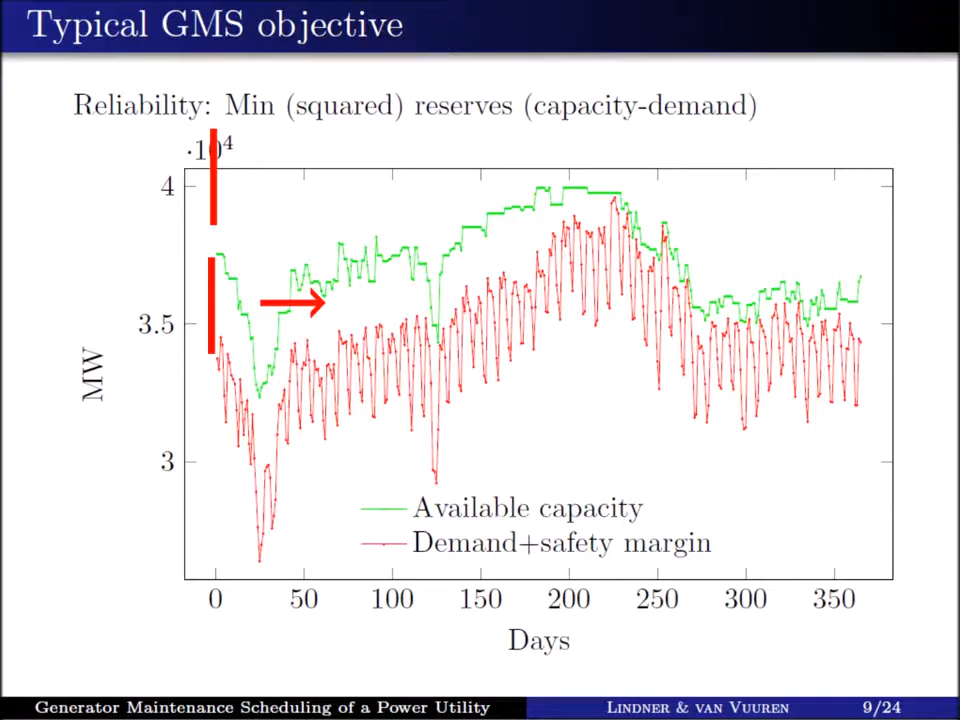 Typical GMS objective
Reliability: Min (squared) reserves (capacity-demand)
·10⁴
4
3.5
3
MW
Available capacity
Demand+safety margin
0 50 100 150 200 250 300 350
Days
Generator Maintenance Scheduling of a Power Utility
Lindner & van Vuuren
9/24